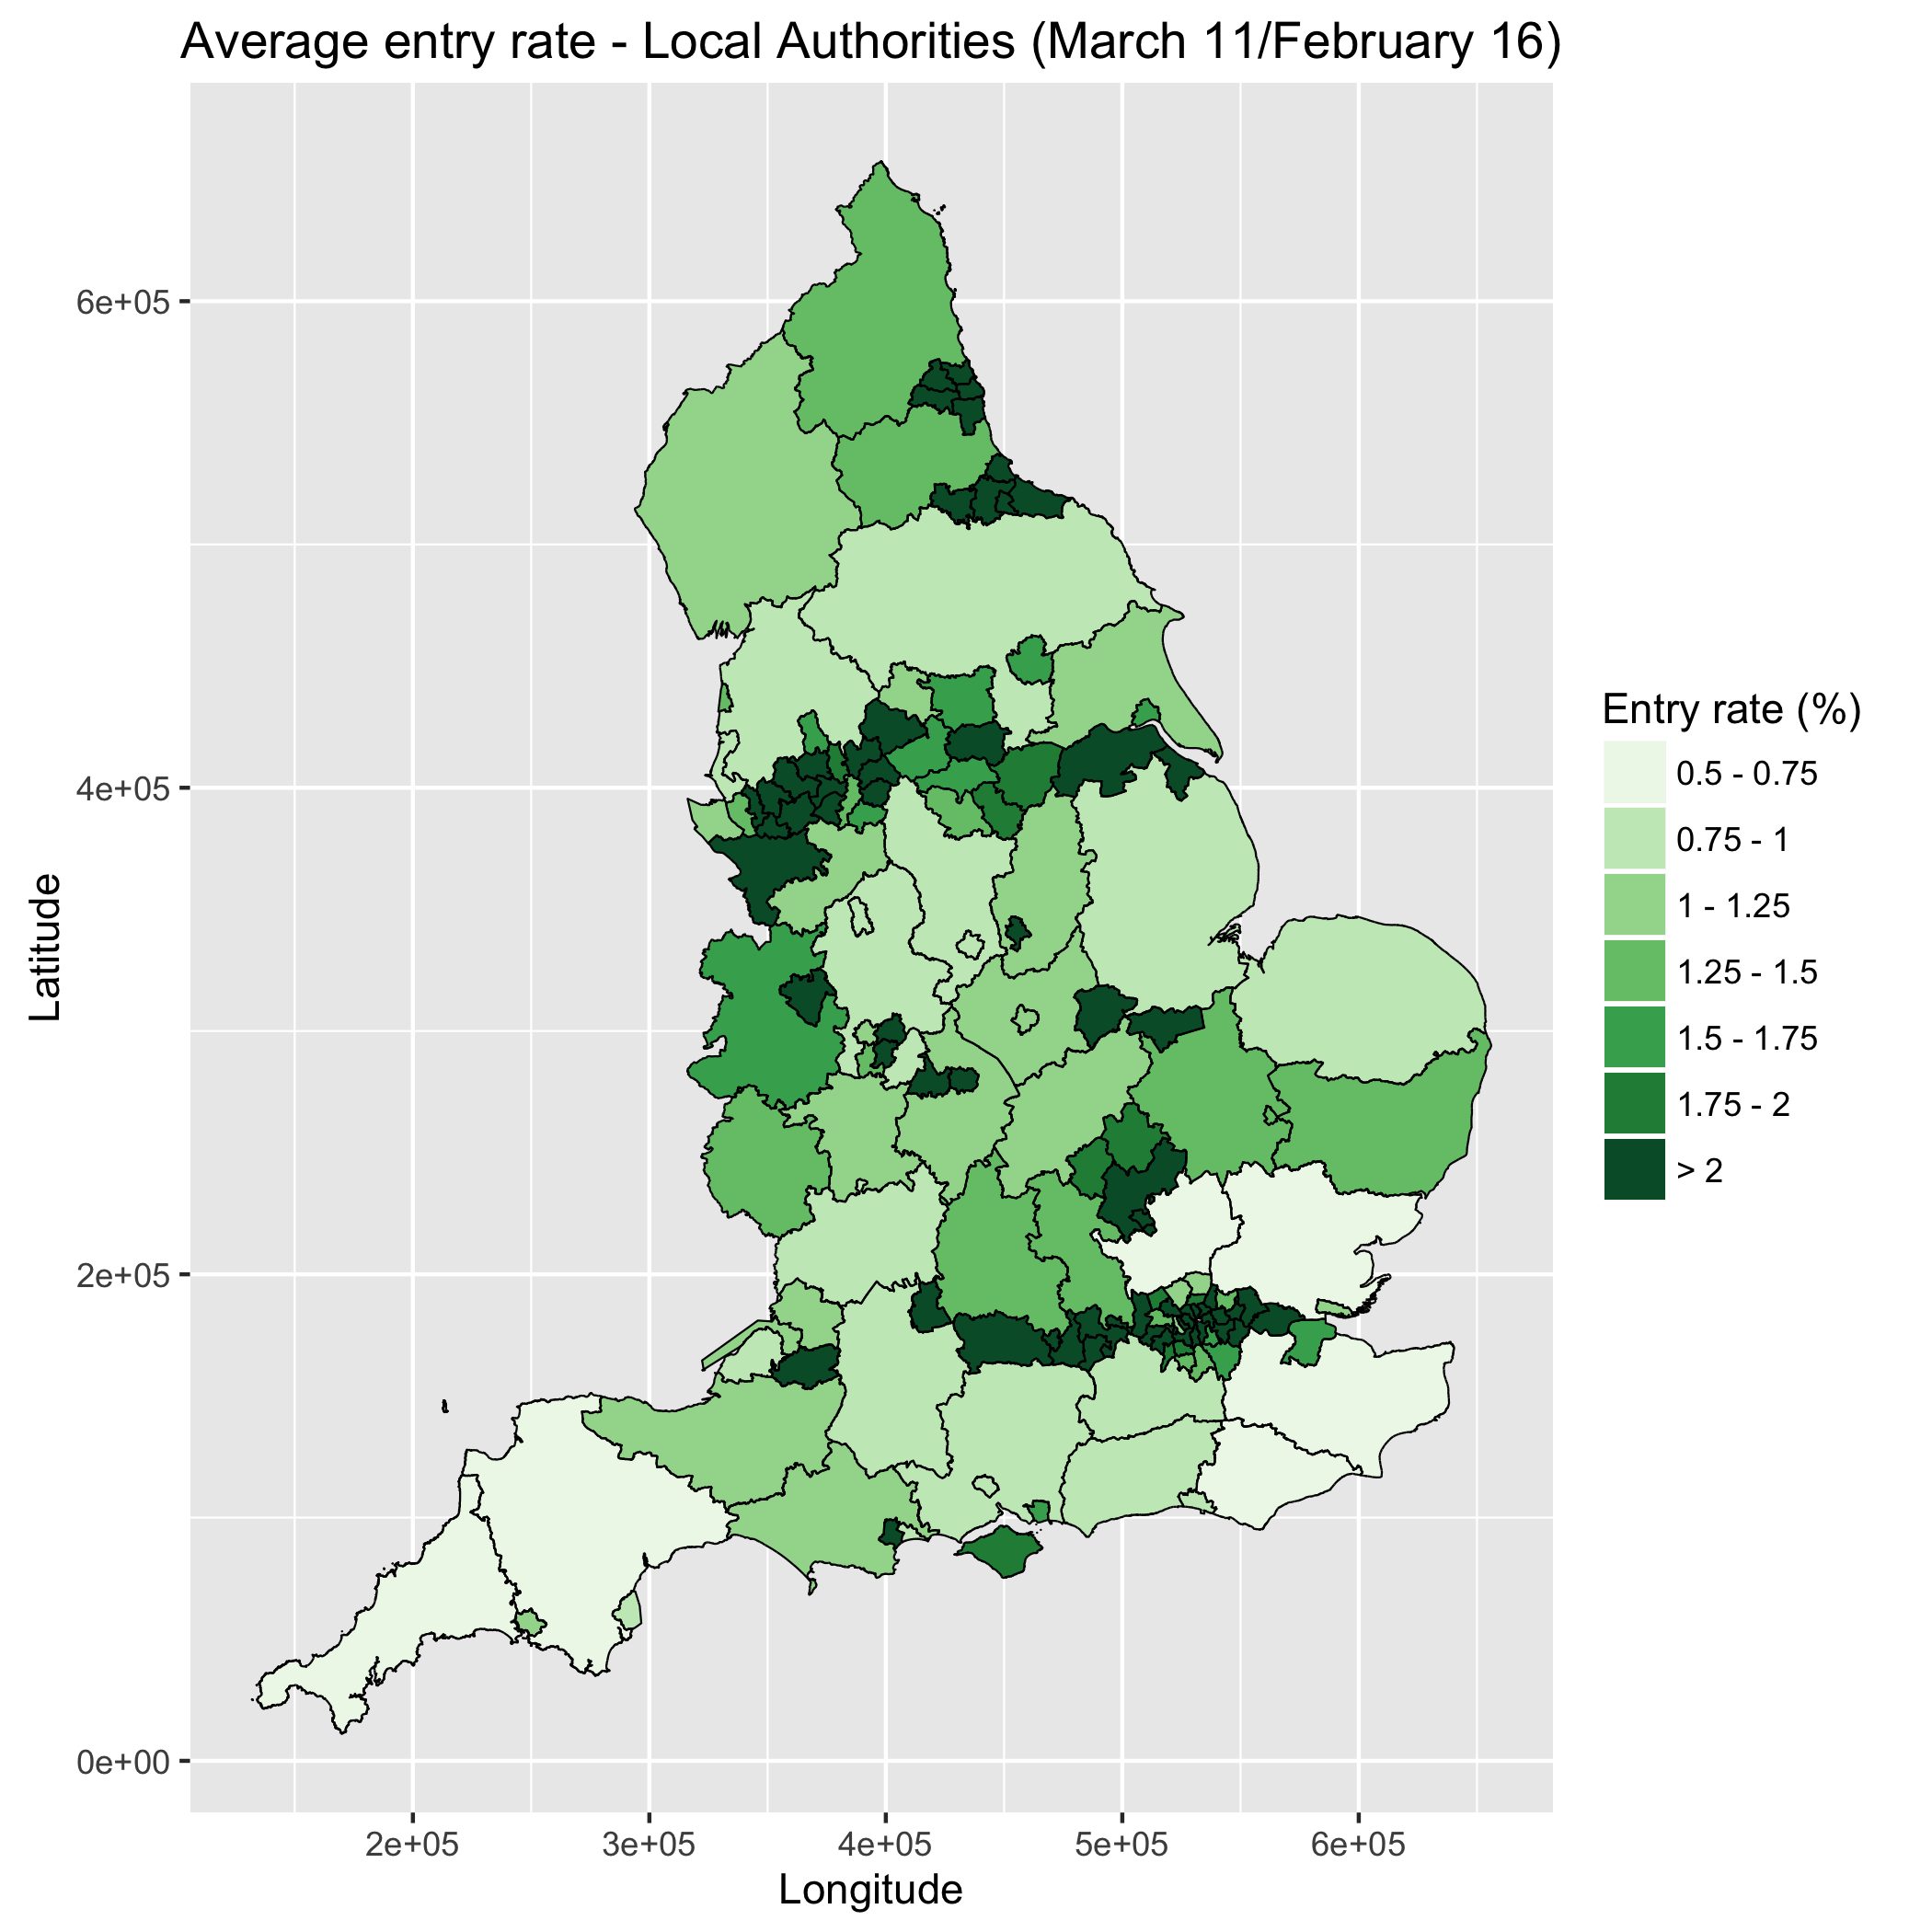 Average entry rate - Local Authorities (March 11/February 16)
6e+05
4e+05
2e+05
0e+00
Latitude
2e+05
3e+05
4e+05
5e+05
6e+05
Longitude
Entry rate (%)
0.5 - 0.75
0.75 - 1
1 - 1.25
1.25 - 1.5
1.5 - 1.75
1.75 - 2
> 2